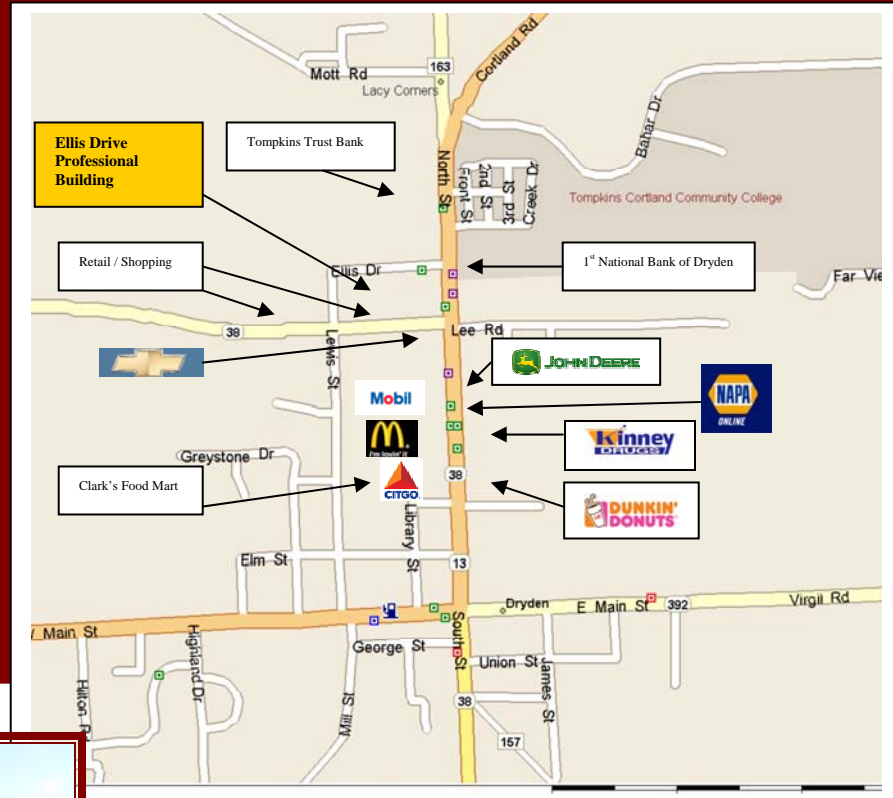 Cortland Rd
163
Mott Rd
Lacy Corners
Bahar Dr
Ellis Drive
Professional
Building
Tompkins Trust Bank
North St
Front St
2nd St
3rd St
Creek Dr
Tompkins Cortland Community College
Retail / Shopping
Ellis Dr
1st National Bank of Dryden
Far Vie
38
Lewis St
Lee Rd
JOHN DEERE
Mobil
NAPA
ONLINE
i'm lovin' it
Kinney
DRUGS
Greystone Dr
Clark's Food Mart
CITGO
38
Library St
DUNKIN'
DONUTS
Elm St
13
Dryden
E Main St
392
Virgil Rd
Main St
Highland Dr
George St
South St
Union St
James St
Hilton Rd
Mill St
38
157